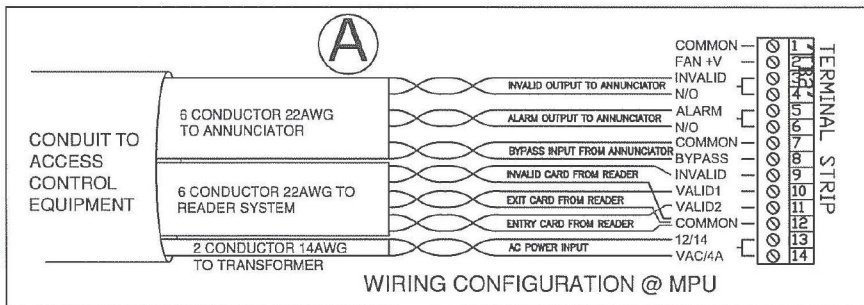 A
CONDUIT TO
ACCESS
CONTROL
EQUIPMENT
6 CONDUCTOR 22AWG
TO ANNUNCIATOR
6 CONDUCTOR 22AWG TO
READER SYSTEM
2 CONDUCTOR 14AWG
TO TRANSFORMER
INVALID OUTPUT TO ANNUNCIATOR
ALARM OUTPUT TO ANNUNCIATOR
BYPASS INPUT FROM ANNUNCIATOR
INVALID CARD FROM READER
EXIT CARD FROM READER
ENTRY CARD FROM READER
AC POWER INPUT
COMMON 1
FAN +V 2
INVALID 3
N/O 4
ALARM 5
N/O 6
COMMON 7
BYPASS 8
INVALID 9
VALID1 10
VALID2 11
COMMON 12
12/14 13
VAC/4A 14
TERMINAL STRIP
WIRING CONFIGURATION @ MPU